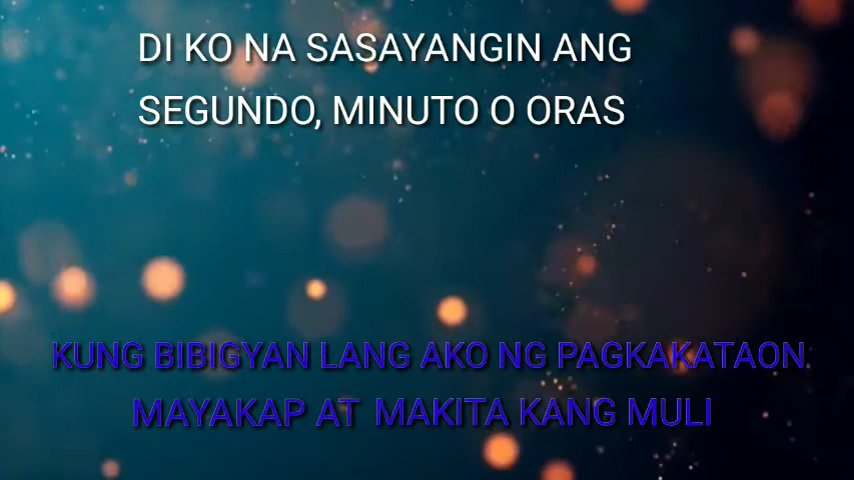 DI KO NA SASAYANGIN ANG
SEGUNDO, MINUTO O ORAS
KUNG BIBIGYAN LANG AKO NG PAGKAKATAON
MAYAKAP AT MAKITA KANG MULI